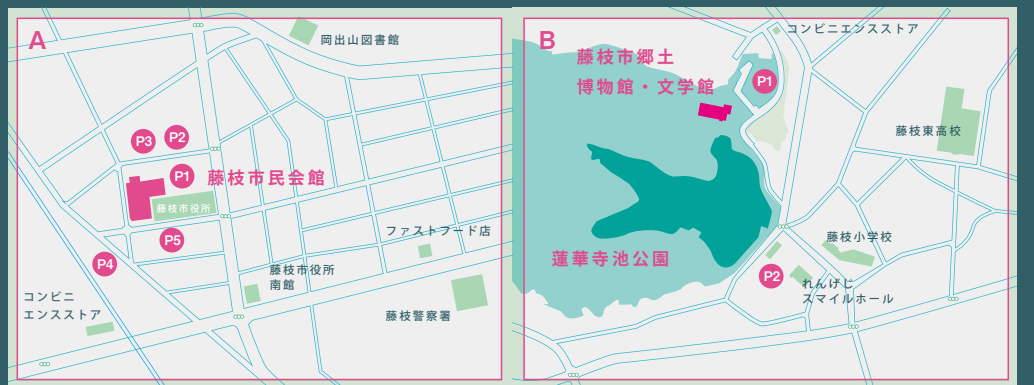 A
岡出山図書館
P3
P2
P1
藤枝市民会館
藤枝市役所
P5
P4
ファストフード店
藤枝市役所
南館
コンビニ
エンスストア
藤枝警察署
B
コンビニエンスストア
藤枝市郷土
博物館・文学館
P1
藤枝東高校
藤枝小学校
蓮華寺池公園
P2
れんげじ
スマイルホール